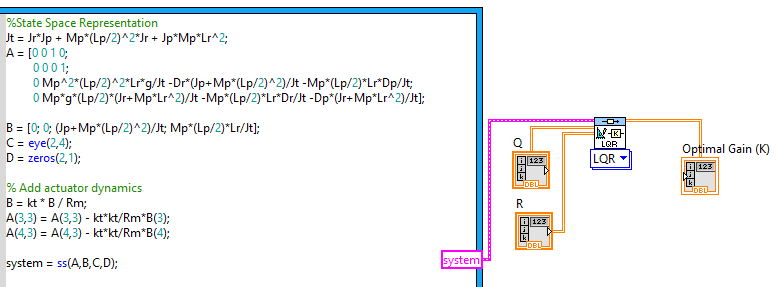 %State Space Representation
Jt = Jr*Jp + Mp*(Lp/2)^2*Jr + Jp*Mp*Lr^2;
A = [0 0 1 0;
0 0 0 1;
0 Mp^2*(Lp/2)^2*Lr*g/Jt -Dr*(Jp+Mp*(Lp/2)^2)/Jt -Mp*(Lp/2)*Lr*Dp/Jt;
0 Mp*g*(Lp/2)*(Jr+Mp*Lr^2)/Jt -Mp*(Lp/2)*Lr*Dr/Jt -Dp*(Jr+Mp*Lr^2)/Jt];
B = [0; 0; (Jp+Mp*(Lp/2)^2)/Jt; Mp*(Lp/2)*Lr/Jt];
C = eye(2,4);
D = zeros(2,1);
% Add actuator dynamics
B = kt * B / Rm;
A(3,3) = A(3,3) - kt*kt/Rm*B(3);
A(4,3) = A(4,3) - kt*kt/Rm*B(4);
system = ss(A,B,C,D);
system
Q
i
j
k
123
DBL
R
i
j
k
123
DBL
K
LQR
LQR
Optimal Gain (K)
i
j
k
123
DBL